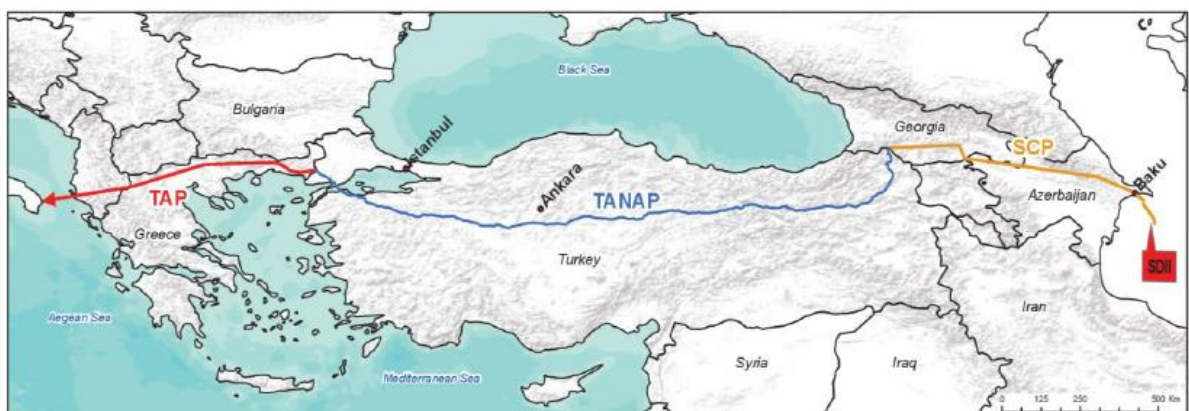 Black Sea
Bulgaria
Istanbul
Georgia
SCP
Baku
TAP
Ankara
TANAP
Azerbaijan
Greece
Turkey
SDII
Iran
Aegean Sea
Mediterranean Sea
Syria
Iraq
0 125 250 500 Km